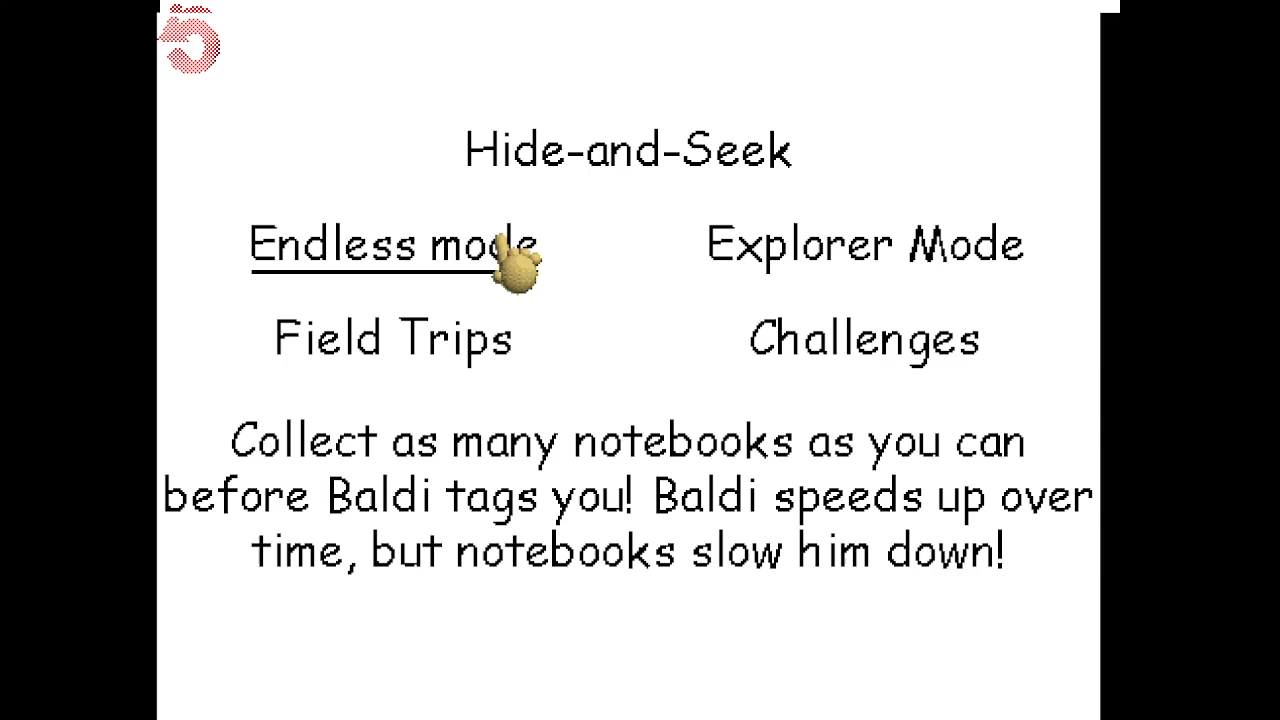 Hide-and-Seek
Endless mode
Explorer Mode
Field Trips
Challenges
Collect as many notebooks as you can
before Baldi tags you! Baldi speeds up over
time, but notebooks slow him down!